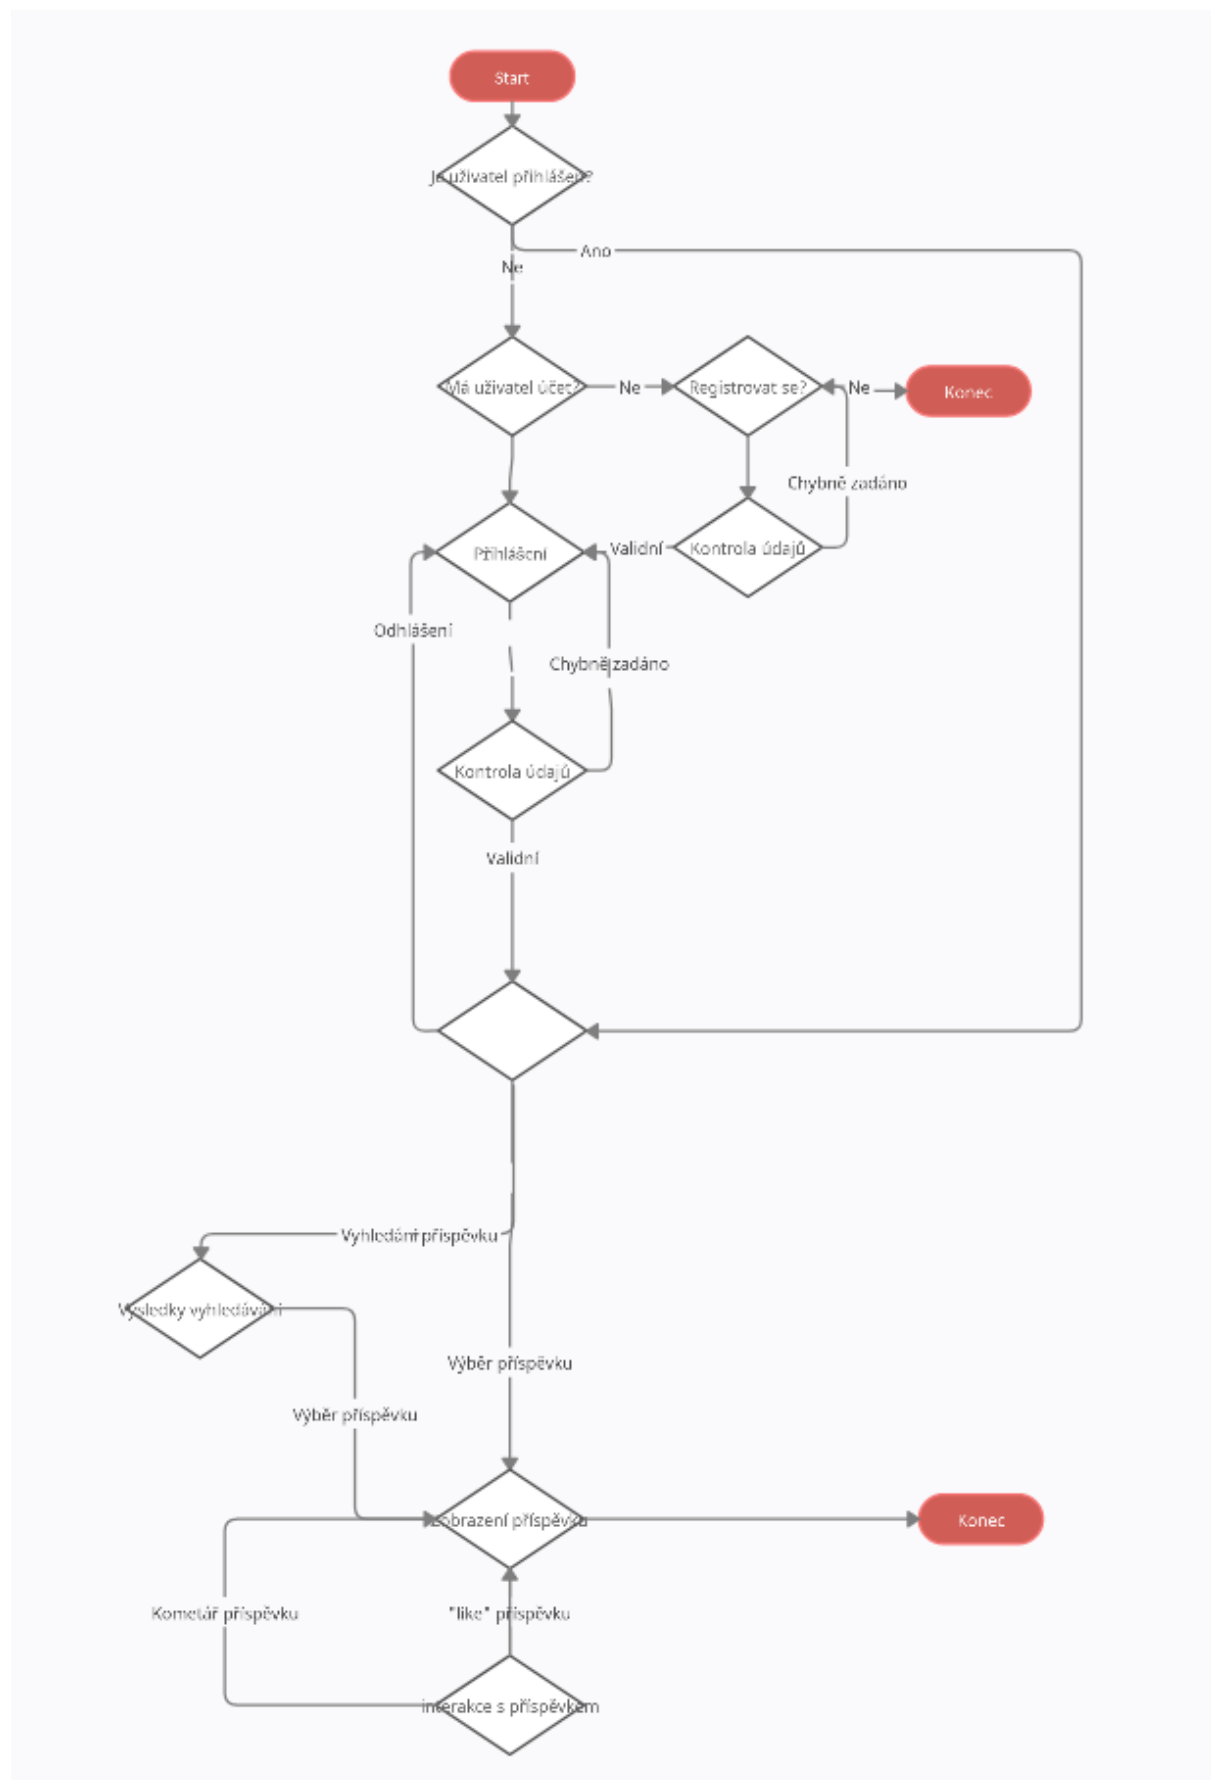 Start
Je uživatel přihlášen?
Ano
Ne
Má uživatel účet?
Ne
Registrovat se?
Ne
Konec
Chybně zadáno
Přihlášení
Validní
Kontrola údajů
Odhlášení
Chybně zadáno
Kontrola údajů
Validní
Vyhledání příspěvku
Výsledky vyhledávání
Výběr příspěvku
Výběr příspěvku
Zobrazení příspěvku
Konec
Kometář příspěvku
"like" příspěvku
interakce s příspěvkem